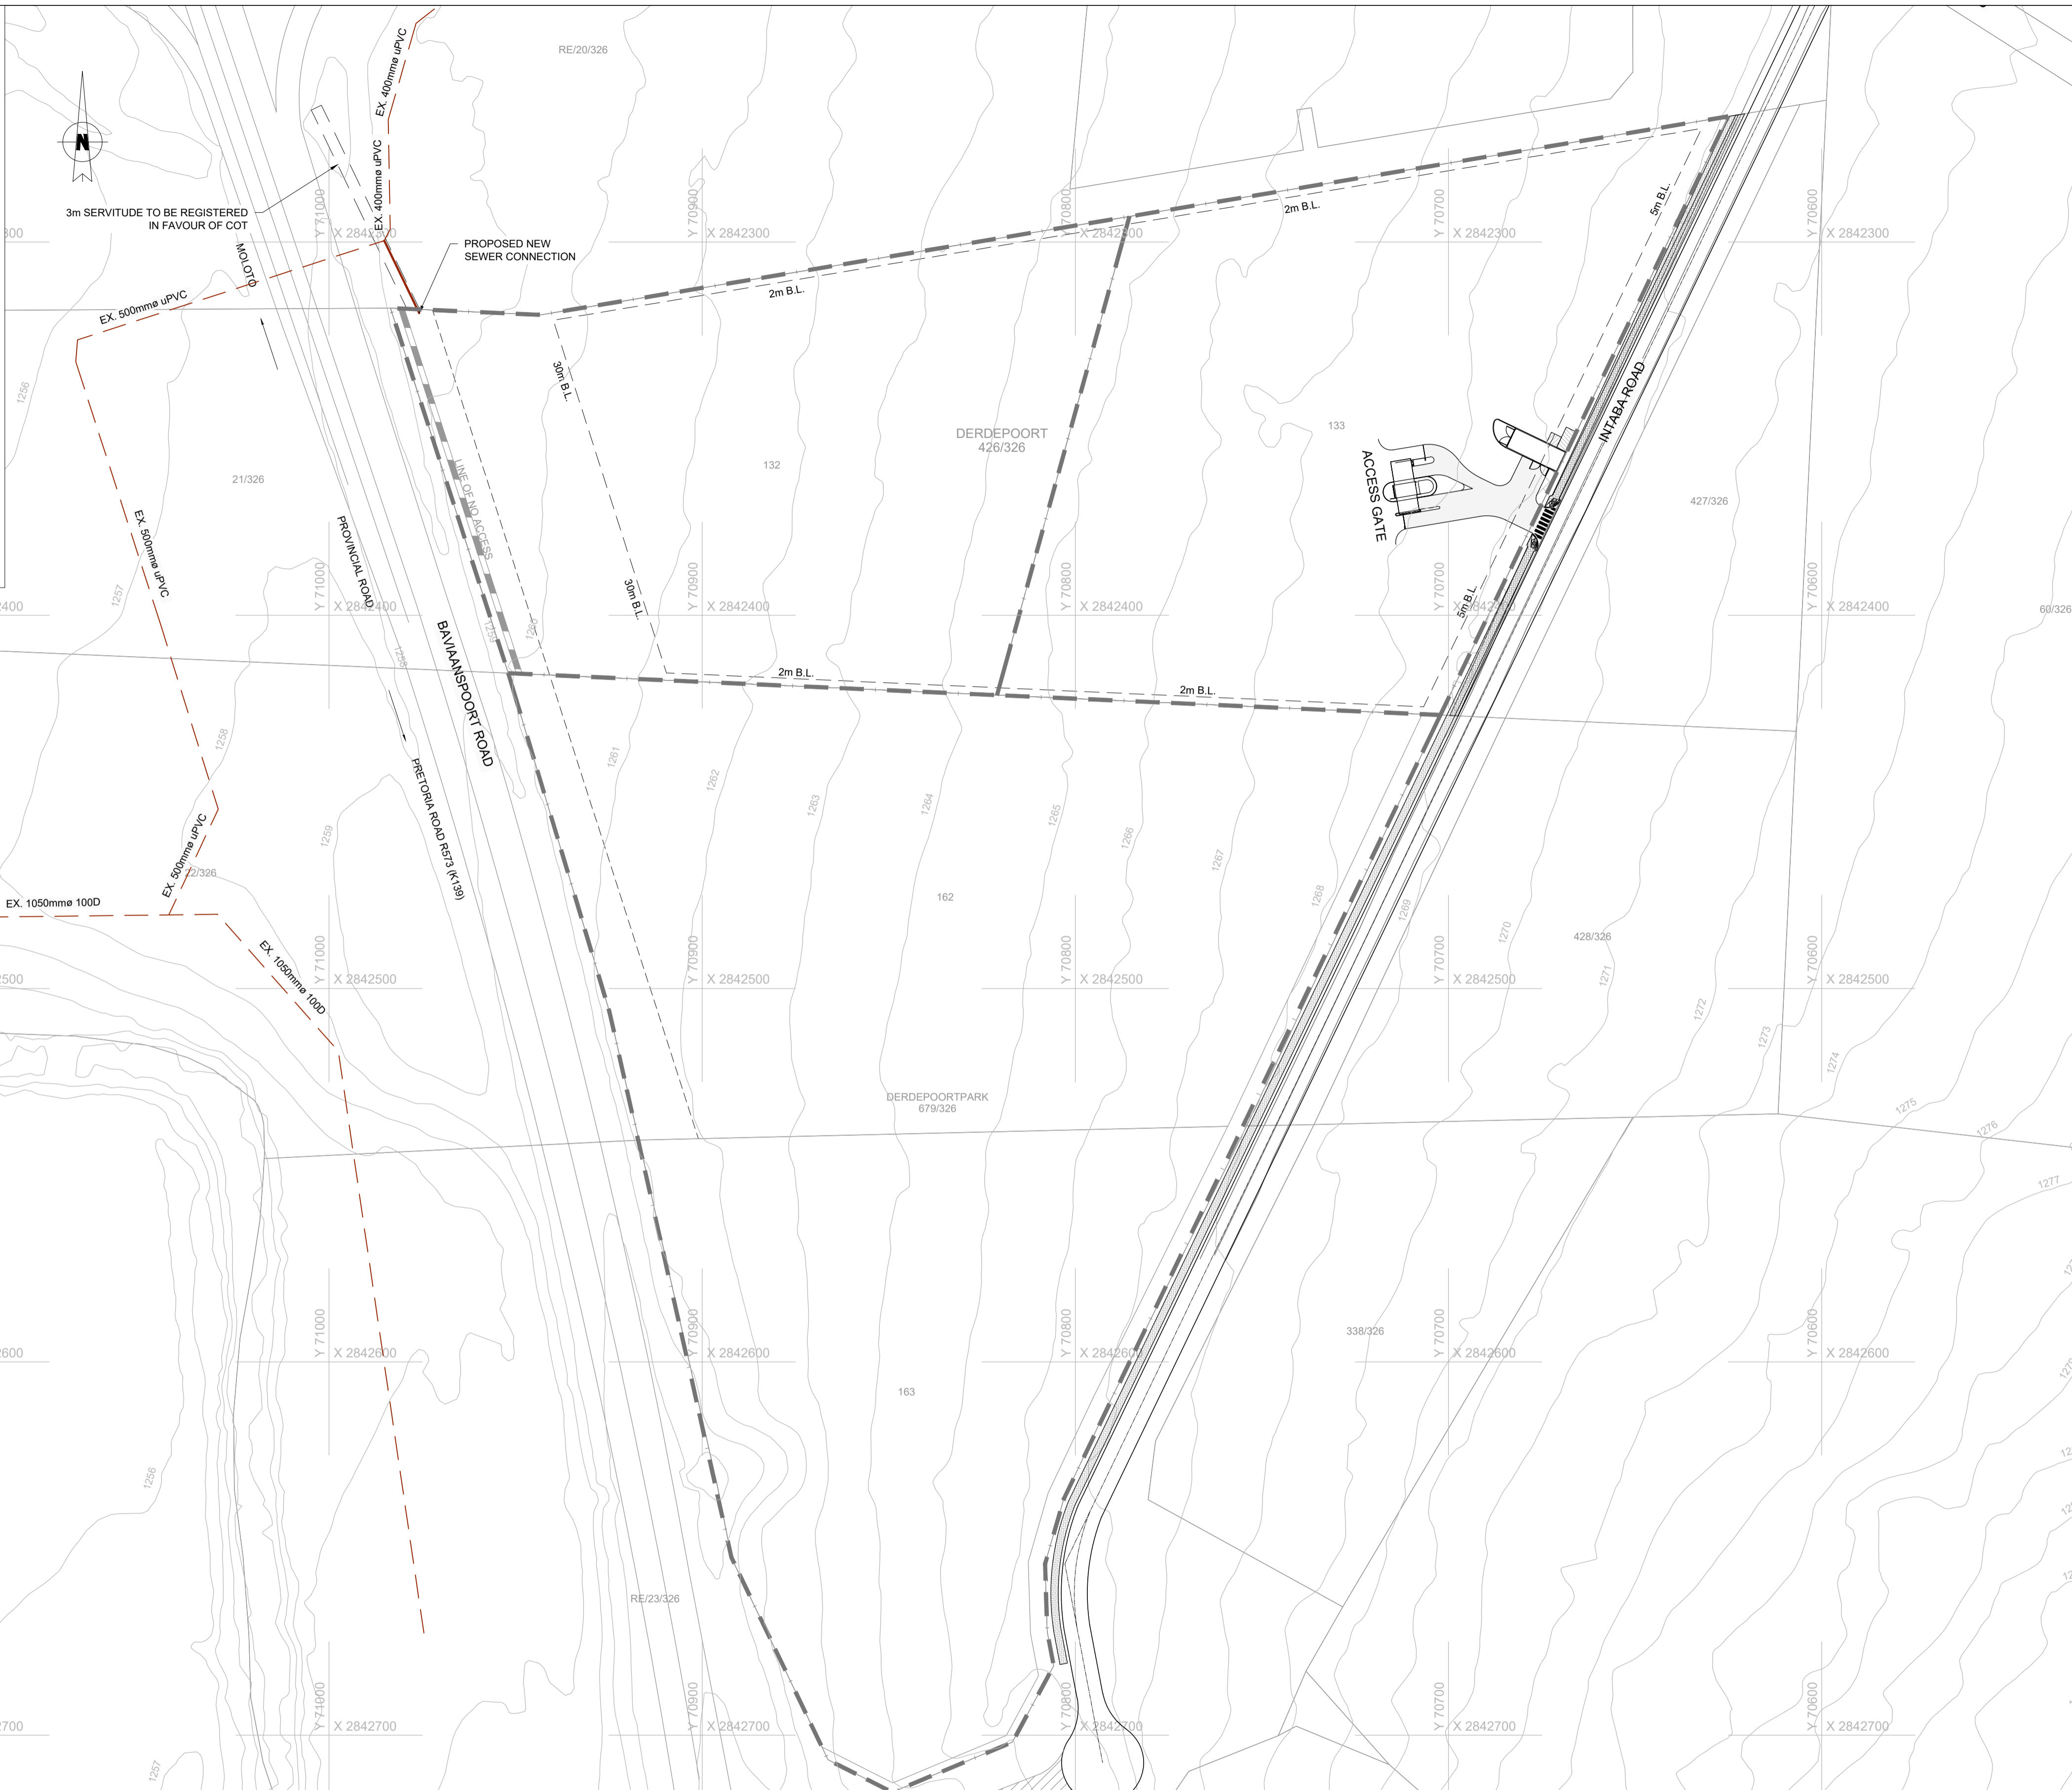 RE/20/326
EX. 400mmø uPVC
EX. 400mmø uPVC
N
3m SERVITUDE TO BE REGISTERED
IN FAVOUR OF COT
MOLOTO
PROPOSED NEW
SEWER CONNECTION
2m B.L.
5m B.L.
Y 71000
X 2842300
Y 70900
X 2842300
Y 70800
X 2842300
Y 70700
X 2842300
Y 70600
X 2842300
EX. 500mmø uPVC
2m B.L.
30m B.L.
INTABA ROAD
1256
DERDEPOORT
426/326
133
132
21/326
LINE OF NO ACCESS
ACCESS GATE
427/326
EX. 500mmø uPVC
PROVINCIAL ROAD
1257
30m B.L.
5m B.L.
Y 71000
X 2842400
Y 70900
X 2842400
Y 70800
X 2842400
Y 70700
X 2842400
Y 70600
X 2842400
60/326
1258
1259
1260
BAVIAANSPOORT ROAD
2m B.L.
2m B.L.
1258
1261
1262
1263
1264
1265
1266
1267
1268
1269
1270
1271
1272
1273
1274
1275
1276
1277
PRETORIA ROAD R573 (K139)
1259
EX. 500mmø uPVC
22/326
EX. 1050mmø 100D
162
428/326
EX. 1050mmø 100D
Y 71000
X 2842500
Y 70900
X 2842500
Y 70800
X 2842500
Y 70700
X 2842500
Y 70600
X 2842500
DERDEPOORTPARK
679/326
338/326
Y 71000
X 2842600
Y 70900
X 2842600
Y 70800
X 2842600
Y 70700
X 2842600
Y 70600
X 2842600
163
1256
RE/23/326
Y 71000
X 2842700
Y 70900
X 2842700
Y 70800
X 2842700
Y 70700
X 2842700
Y 70600
X 2842700
1257